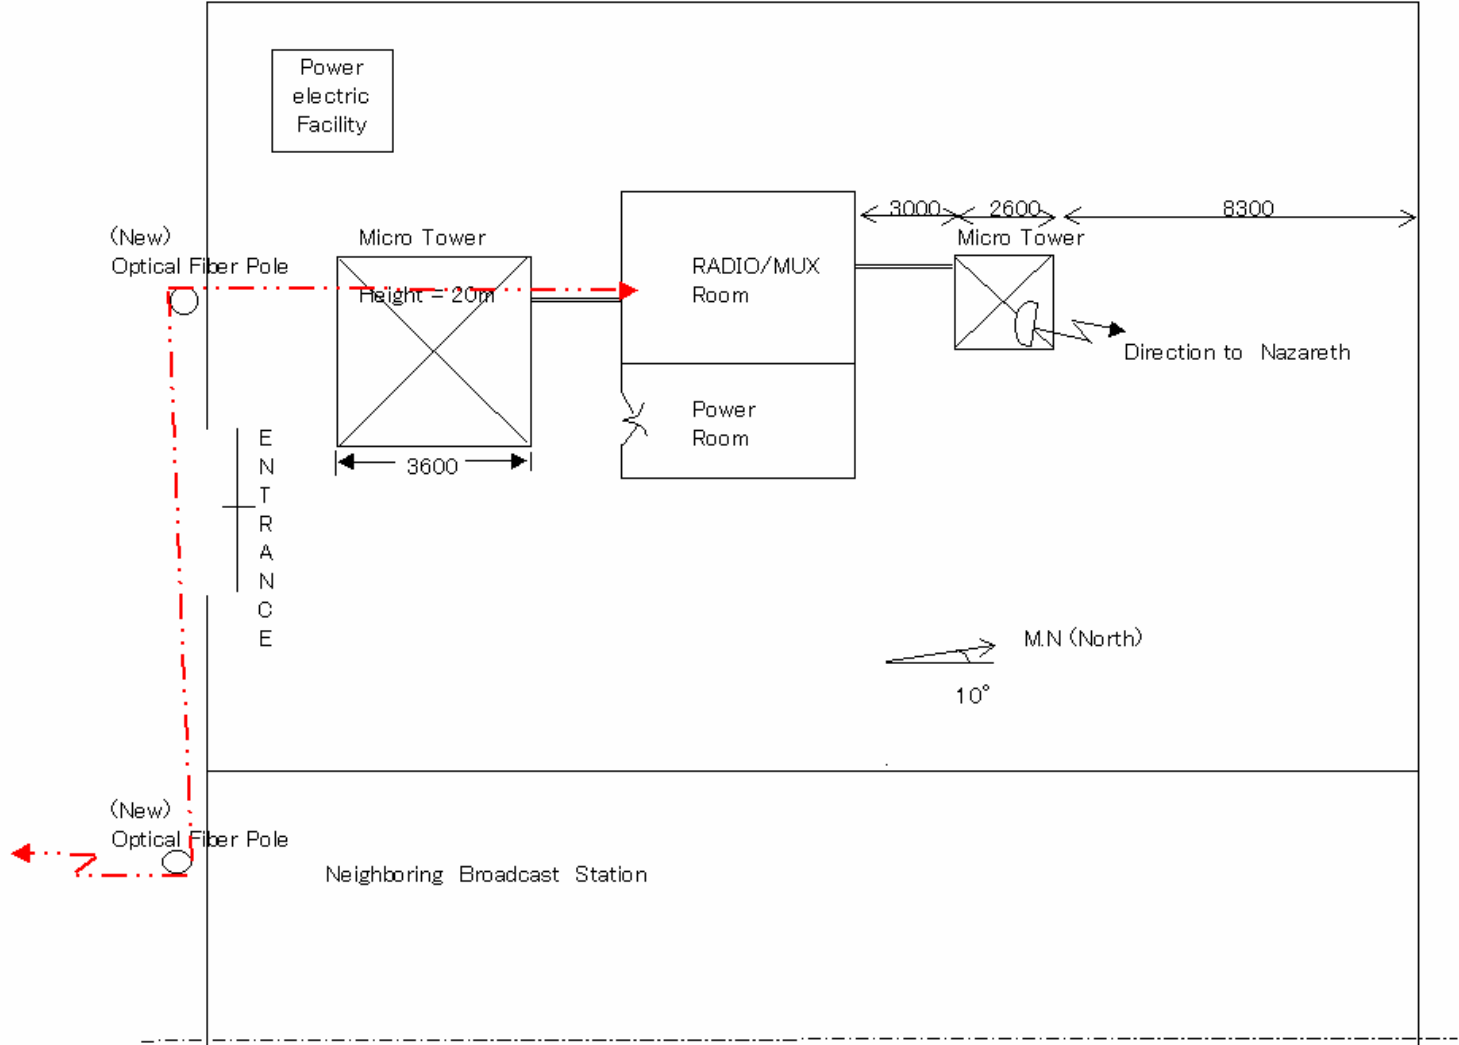 Power
electric
Facility
3000
2600
8300
(New)
Optical Fiber Pole
Micro Tower
Micro Tower
Height = 20m
RADIO/MUX
Room
Direction to Nazareth
Power
Room
3600
ENTRANCE
M.N (North)
10°
(New)
Optical Fiber Pole
Neighboring Broadcast Station